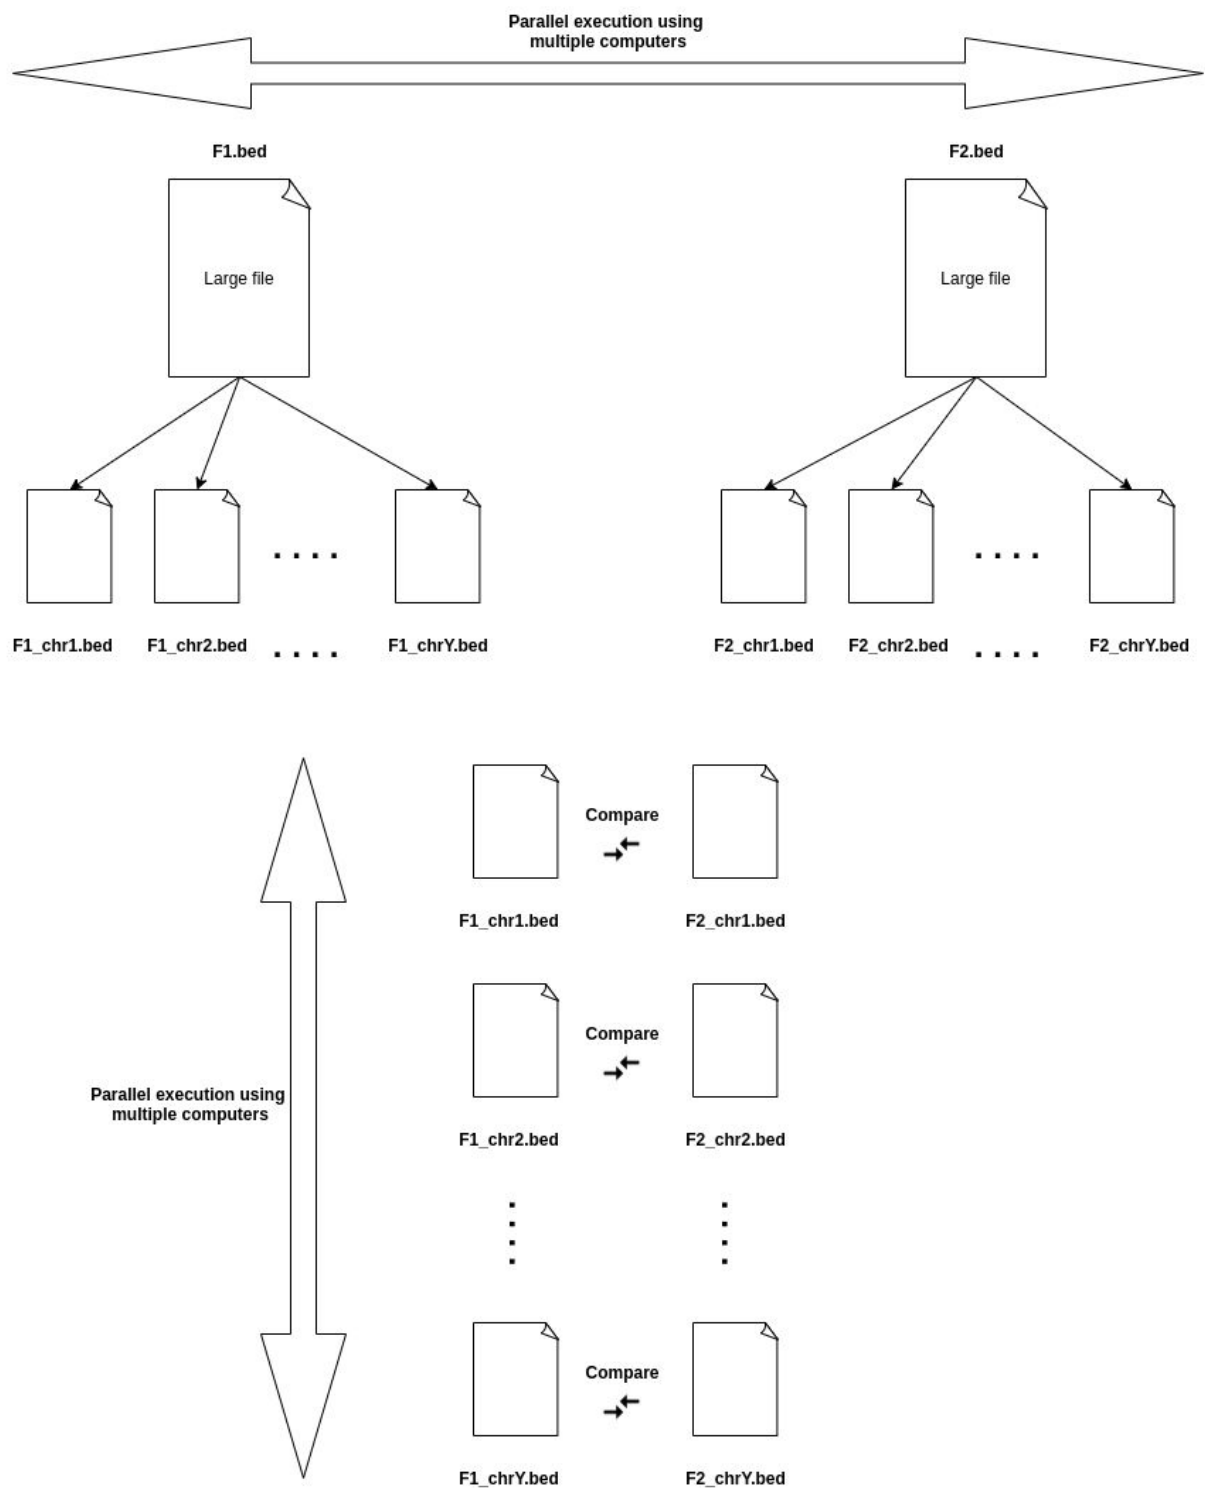 Parallel execution using
multiple computers
F1.bed
F2.bed
Large file
Large file
F1_chr1.bed
F1_chr2.bed
. . . .
F1_chrY.bed
F2_chr1.bed
F2_chr2.bed
. . . .
F2_chrY.bed
Compare
F1_chr1.bed
F2_chr1.bed
Compare
Parallel execution using
multiple computers
F1_chr2.bed
F2_chr2.bed
Compare
F1_chrY.bed
F2_chrY.bed